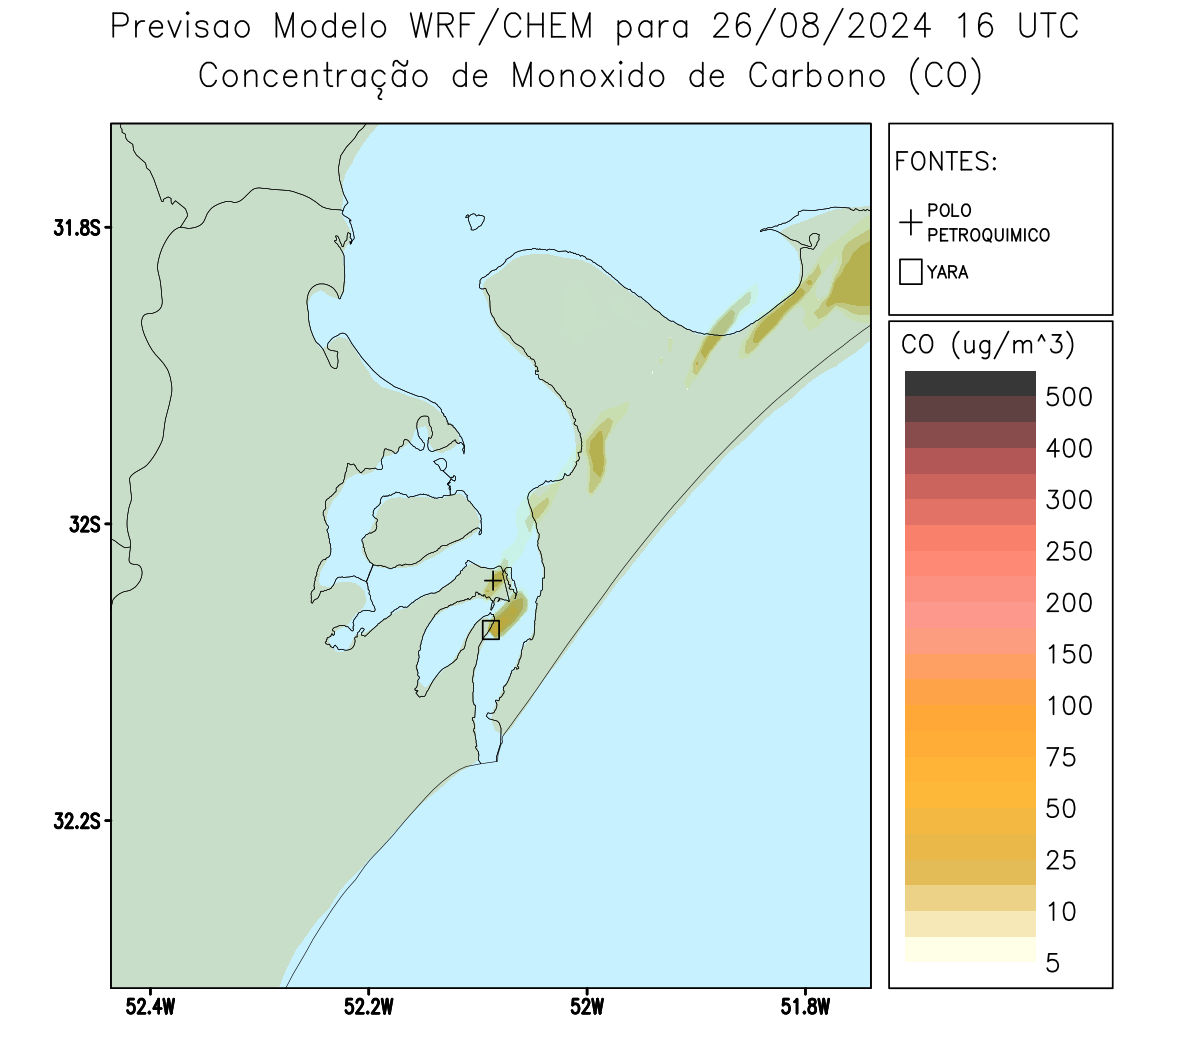 Previsao Modelo WRF/CHEM para 26/08/2024 16 UTC
Concentração de Monoxido de Carbono (CO)
FONTES:
POLO
PETROQUIMICO
YARA
CO (ug/m^3)
500
400
300
250
200
150
100
75
50
25
10
5
31.8S
32S
32.2S
52.4W
52.2W
52W
51.8W